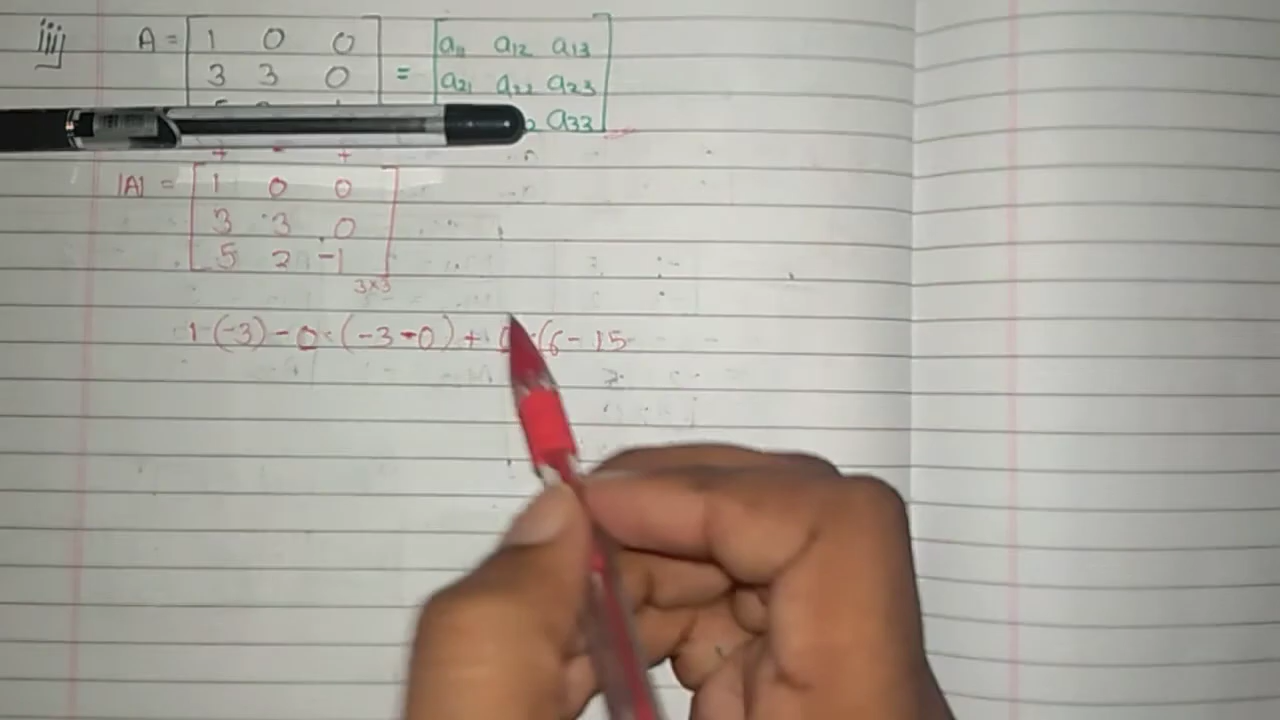 iii) A = [ 1 0 0 = [ a11 a12 a13
3 3 0 a21 a22 a23
a33
+ - +
|A| = [ 1 0 0
3 3 0
5 2 -1 ] 3×3
1·(-3) - 0·(-3-0) + 0·(6-15